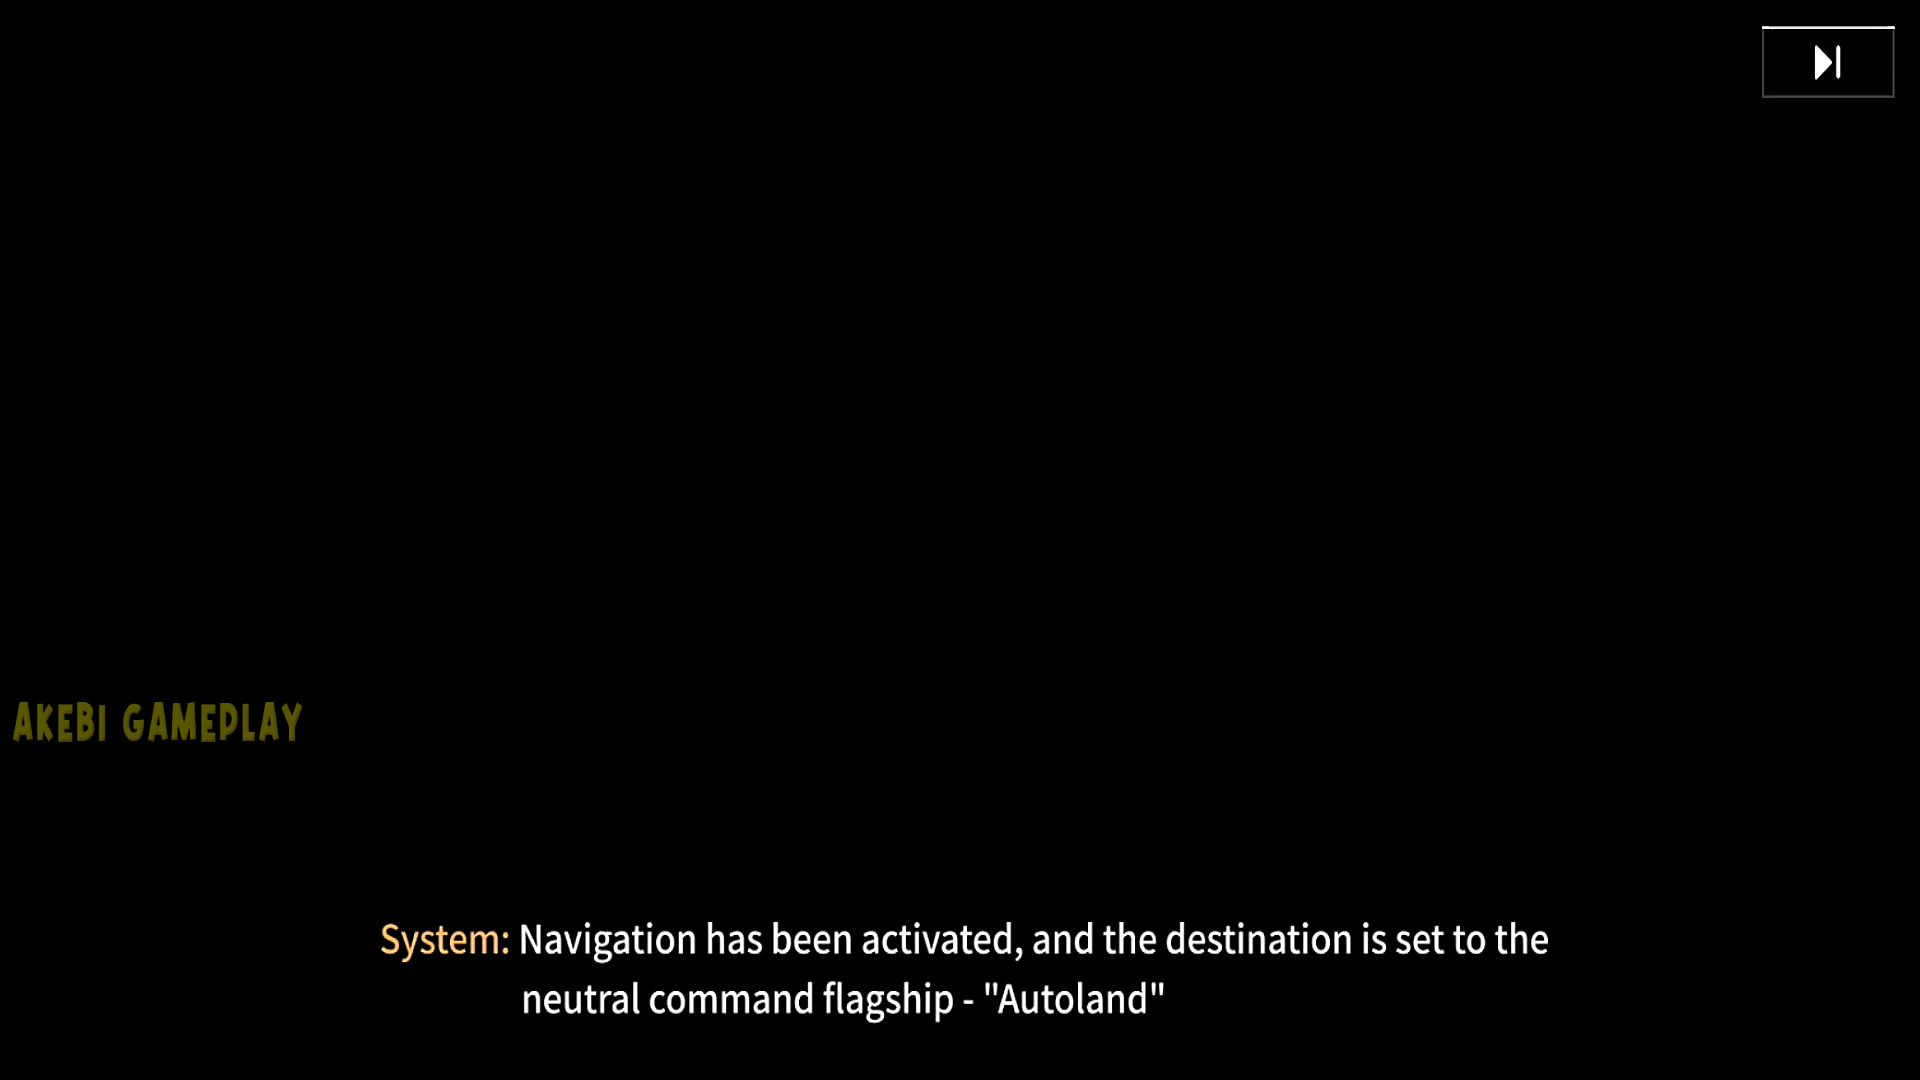 AKEBI GAMEPLAY
System: Navigation has been activated, and the destination is set to the
neutral command flagship - "Autoland"